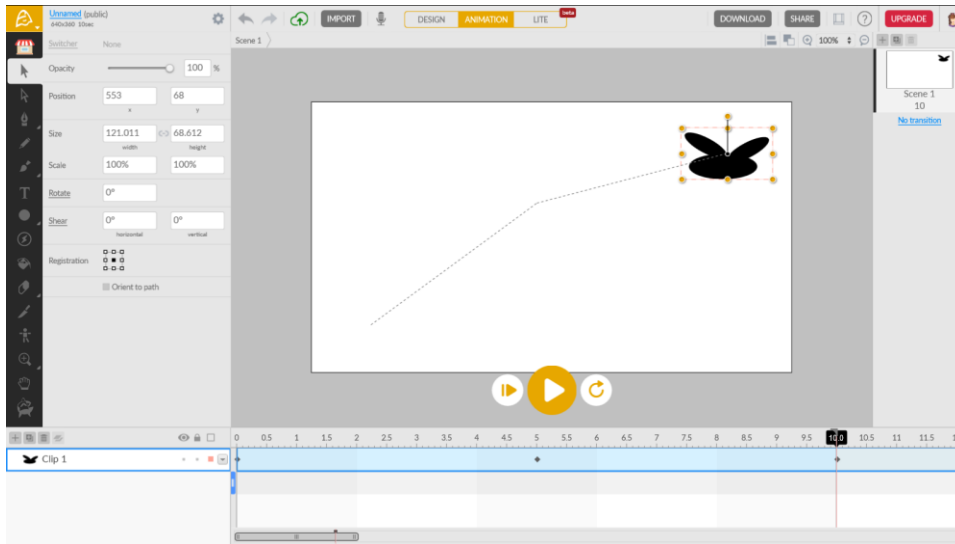 Unnamed (public)
640x360 10sec
IMPORT
DESIGN
ANIMATION
LITE
beta
DOWNLOAD
SHARE
?
UPGRADE
Switcher None
Scene 1
100%
Opacity 100 %
Position 553 68
x y
Size 121.011 68.612
width height
Scale 100% 100%
Rotate 0°
Shear 0° 0°
horizontal vertical
Registration
Orient to path
T
Scene 1
10
No transition
0 0.5 1 1.5 2 2.5 3 3.5 4 4.5 5 5.5 6 6.5 7 7.5 8 8.5 9 9.5 10.0 10.5 11 11.5
Clip 1